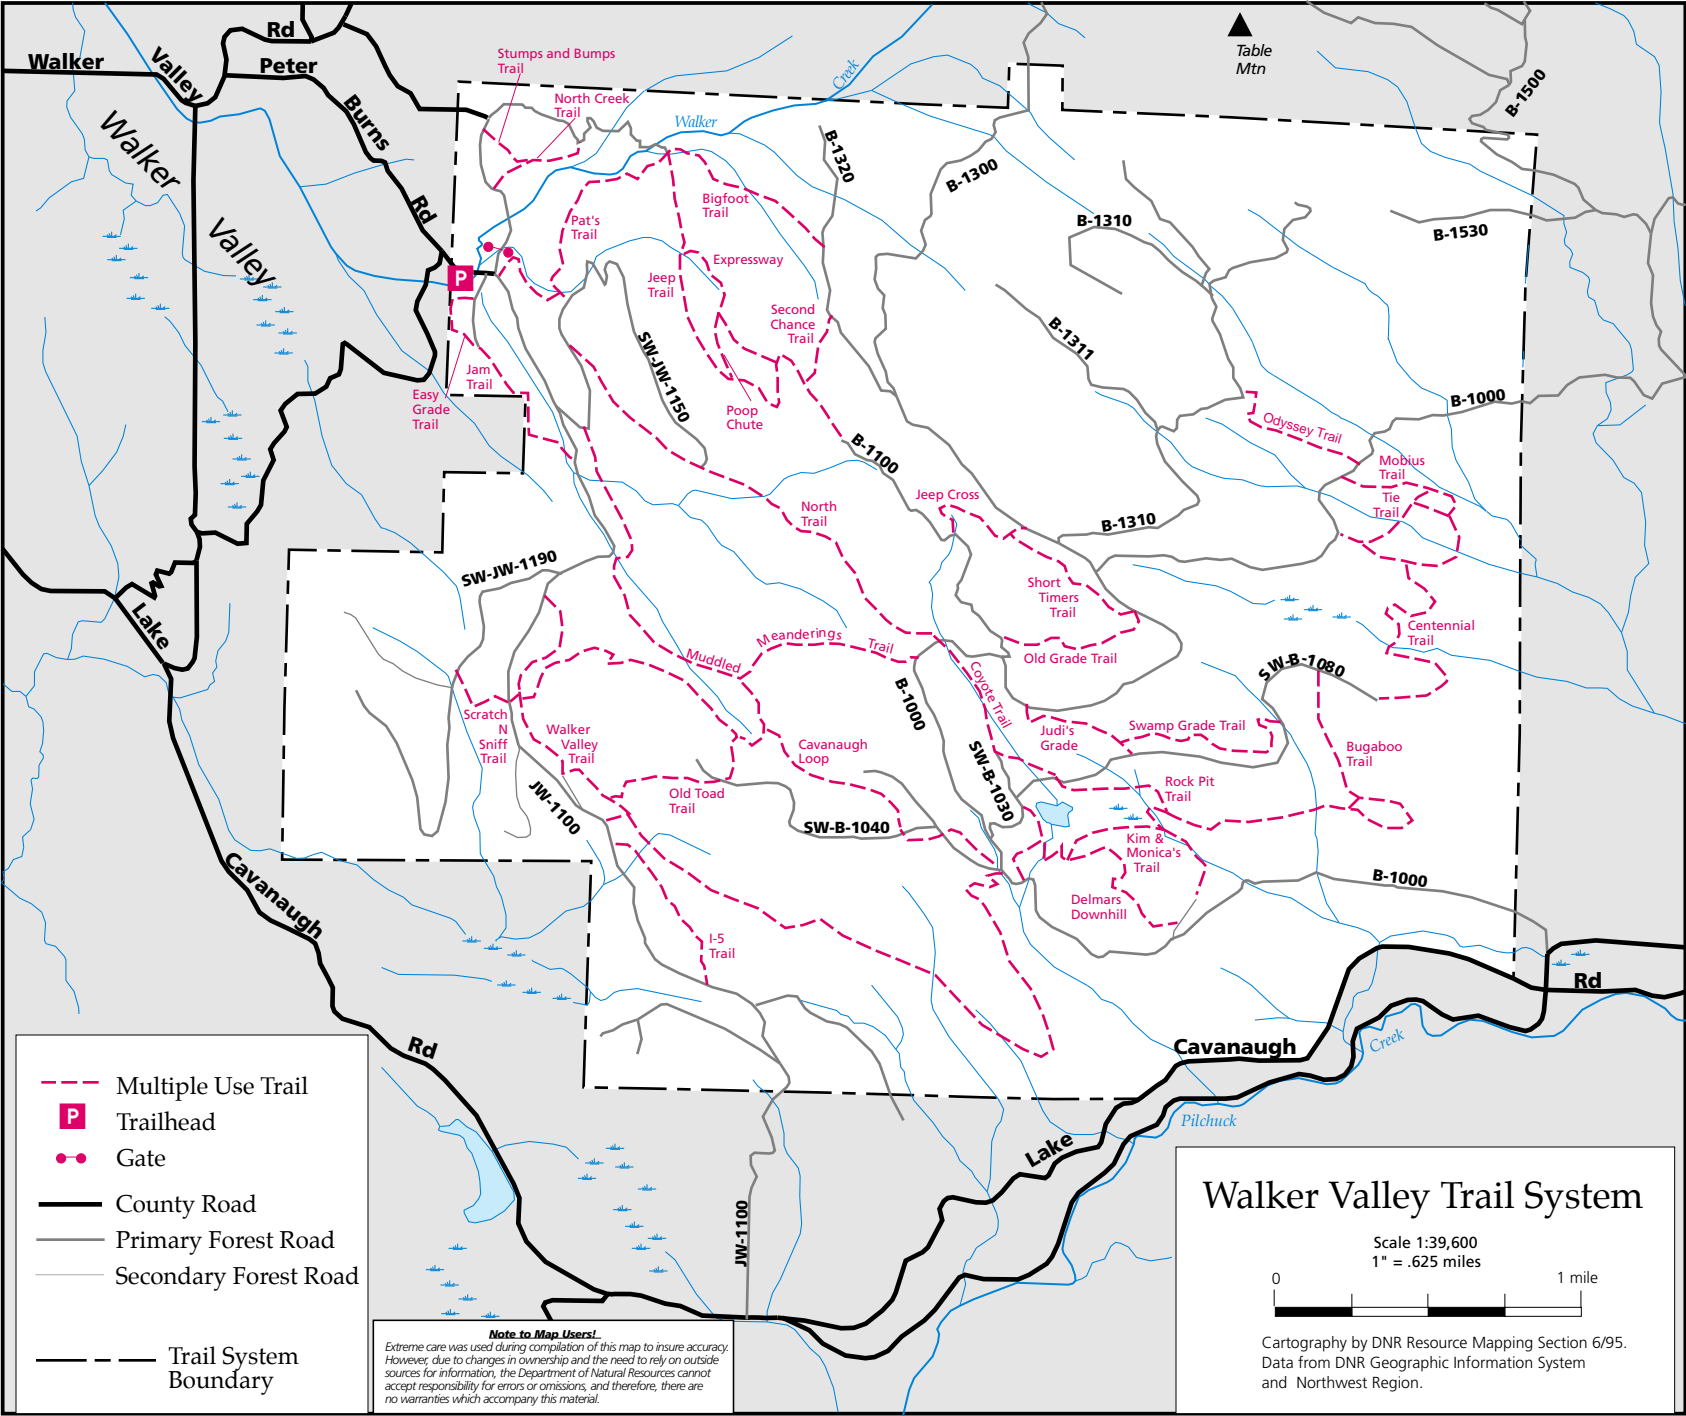 Rd
Walker
Valley
Peter
Burns
Rd
Walker
Valley
Stumps and Bumps
Trail
North Creek
Trail
Walker
Creek
Table
Mtn
B-1500
B-1320
B-1300
B-1310
B-1530
Bigfoot
Trail
Pat's
Trail
Expressway
Jeep
Trail
Second
Chance
Trail
P
SW-JW-1150
B-1311
Jam
Trail
Easy
Grade
Trail
Poop
Chute
B-1000
Odyssey Trail
B-1100
Mobius
Trail
Tie
Trail
Jeep Cross
North
Trail
B-1310
SW-JW-1190
Short
Timers
Trail
Lake
Centennial
Trail
Muddled
Meanderings
Trail
Old Grade Trail
SW-B-1080
Coyote Trail
B-1000
Scratch
N
Sniff
Trail
Walker
Valley
Trail
Cavanaugh
Loop
Judi's
Grade
Swamp Grade Trail
Bugaboo
Trail
SW-B-1030
JW-1100
Old Toad
Trail
Rock Pit
Trail
SW-B-1040
Kim &
Monica's
Trail
B-1000
Cavanaugh
Delmars
Downhill
I-5
Trail
Rd
Rd
Cavanaugh
Creek
Pilchuck
Lake
JW-1100
Multiple Use Trail
P
Trailhead
Gate
County Road
Primary Forest Road
Secondary Forest Road
Trail System
Boundary
Note to Map Users!
Extreme care was used during compilation of this map to insure accuracy.
However, due to changes in ownership and the need to rely on outside
sources for information, the Department of Natural Resources cannot
accept responsibility for errors or omissions, and therefore, there are
no warranties which accompany this material.
Walker Valley Trail System
Scale 1:39,600
1" = .625 miles
0
1 mile
Cartography by DNR Resource Mapping Section 6/95.
Data from DNR Geographic Information System
and Northwest Region.